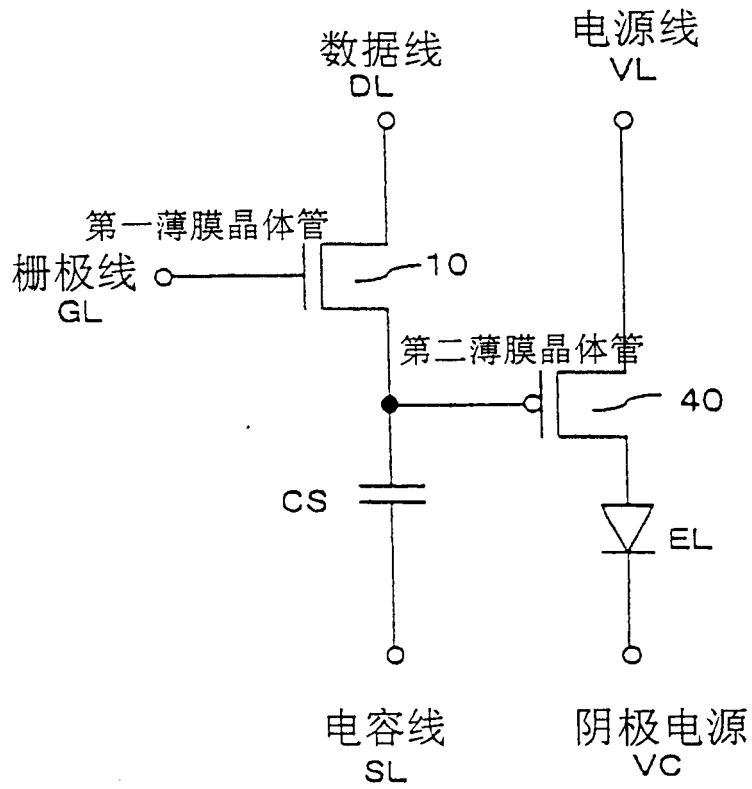 数据线
DL
电源线
VL
第一薄膜晶体管
栅极线
GL
10
第二薄膜晶体管
40
CS
EL
电容线
SL
阴极电源
VC